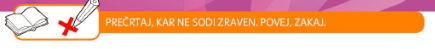 PREČRTAJ, KAR NE SODI ZRAVEN. POVEJ, ZAKAJ.